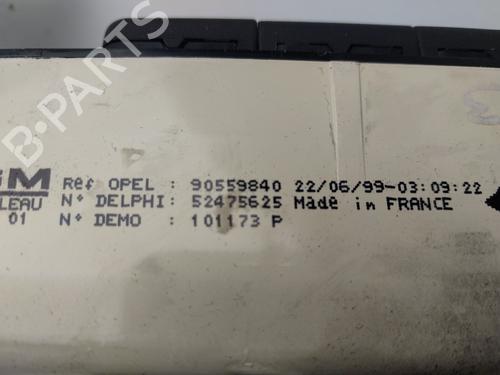 GM Ref OPEL : 90559840 22/06/99-03:09:22
LEAU N° DELPHI: 52475625 Made in FRANCE
01 N° DEMO : 101173 P
B-PARTS